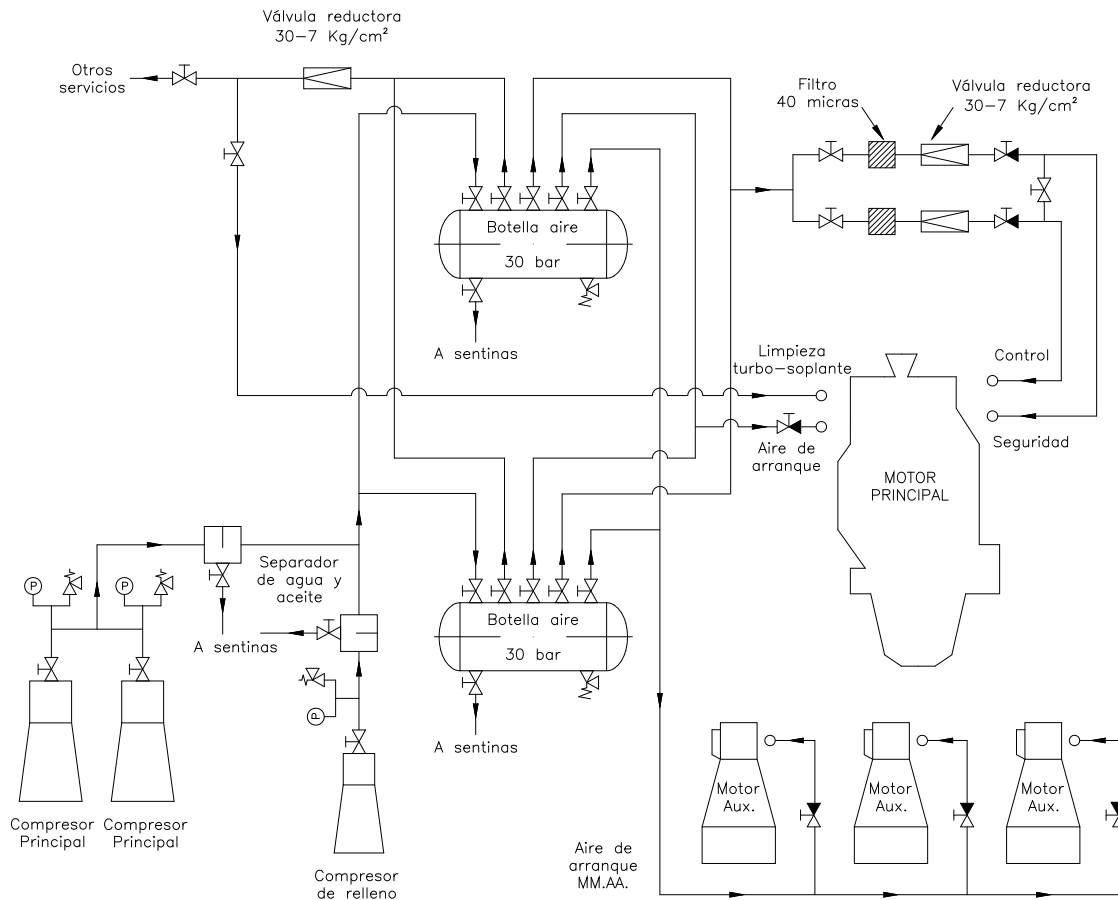 Válvula reductora
30-7 Kg/cm²
Otros
servicios
Filtro
40 micras
Válvula reductora
30-7 Kg/cm²
Botella aire
30 bar
A sentinas
Limpieza
turbo-soplante
Control
Aire de
arranque
Seguridad
MOTOR
PRINCIPAL
Separador
de agua y
aceite
P
P
A sentinas
Botella aire
30 bar
P
A sentinas
Compresor
Principal
Compresor
Principal
Compresor
de relleno
Motor
Aux.
Motor
Aux.
Motor
Aux.
Aire de
arranque
MM.AA.